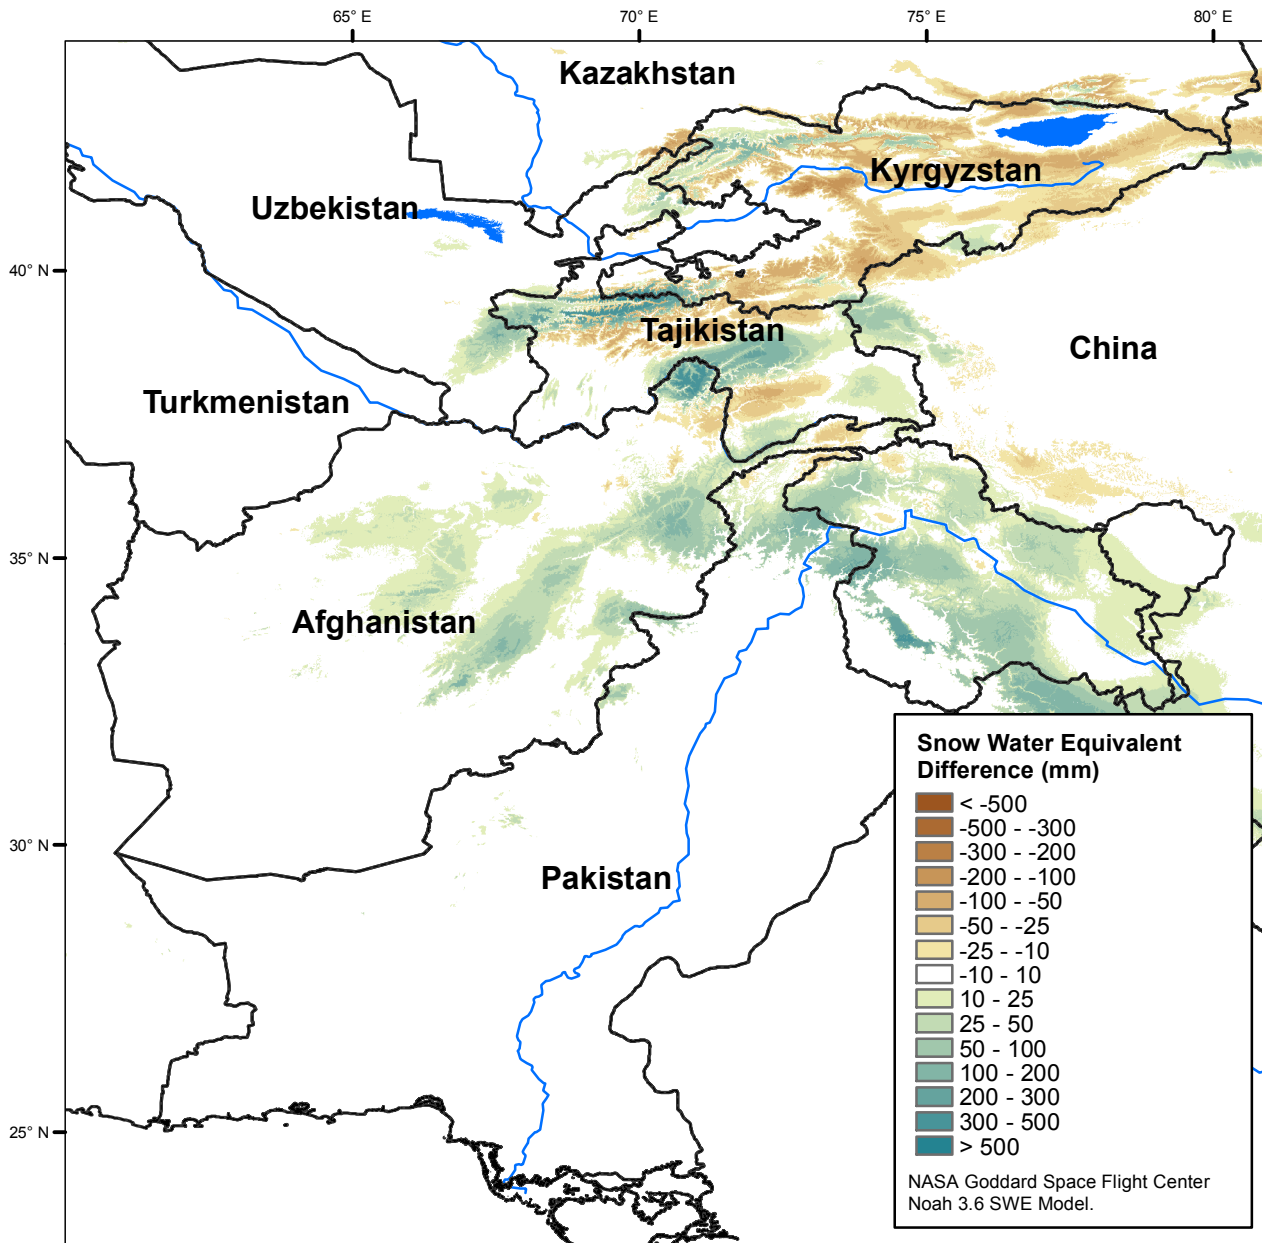 65° E
70° E
75° E
80° E
Kazakhstan
Kyrgyzstan
Uzbekistan
40° N
Tajikistan
China
Turkmenistan
35° N
Afghanistan
30° N
Pakistan
25° N
Snow Water Equivalent
Difference (mm)
< -500
-500 - -300
-300 - -200
-200 - -100
-100 - -50
-50 - -25
-25 - -10
-10 - 10
10 - 25
25 - 50
50 - 100
100 - 200
200 - 300
300 - 500
> 500
NASA Goddard Space Flight Center
Noah 3.6 SWE Model.